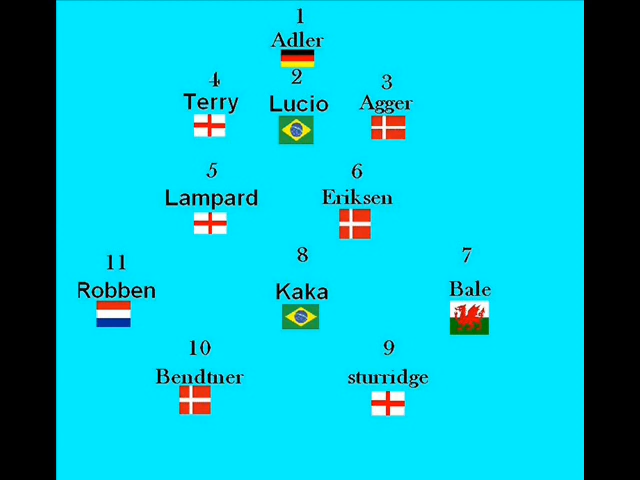 1
Adler
4 2 3
Terry Lucio Agger
5 6
Lampard Eriksen
11 8 7
Robben Kaka Bale
10 9
Bendtner sturridge